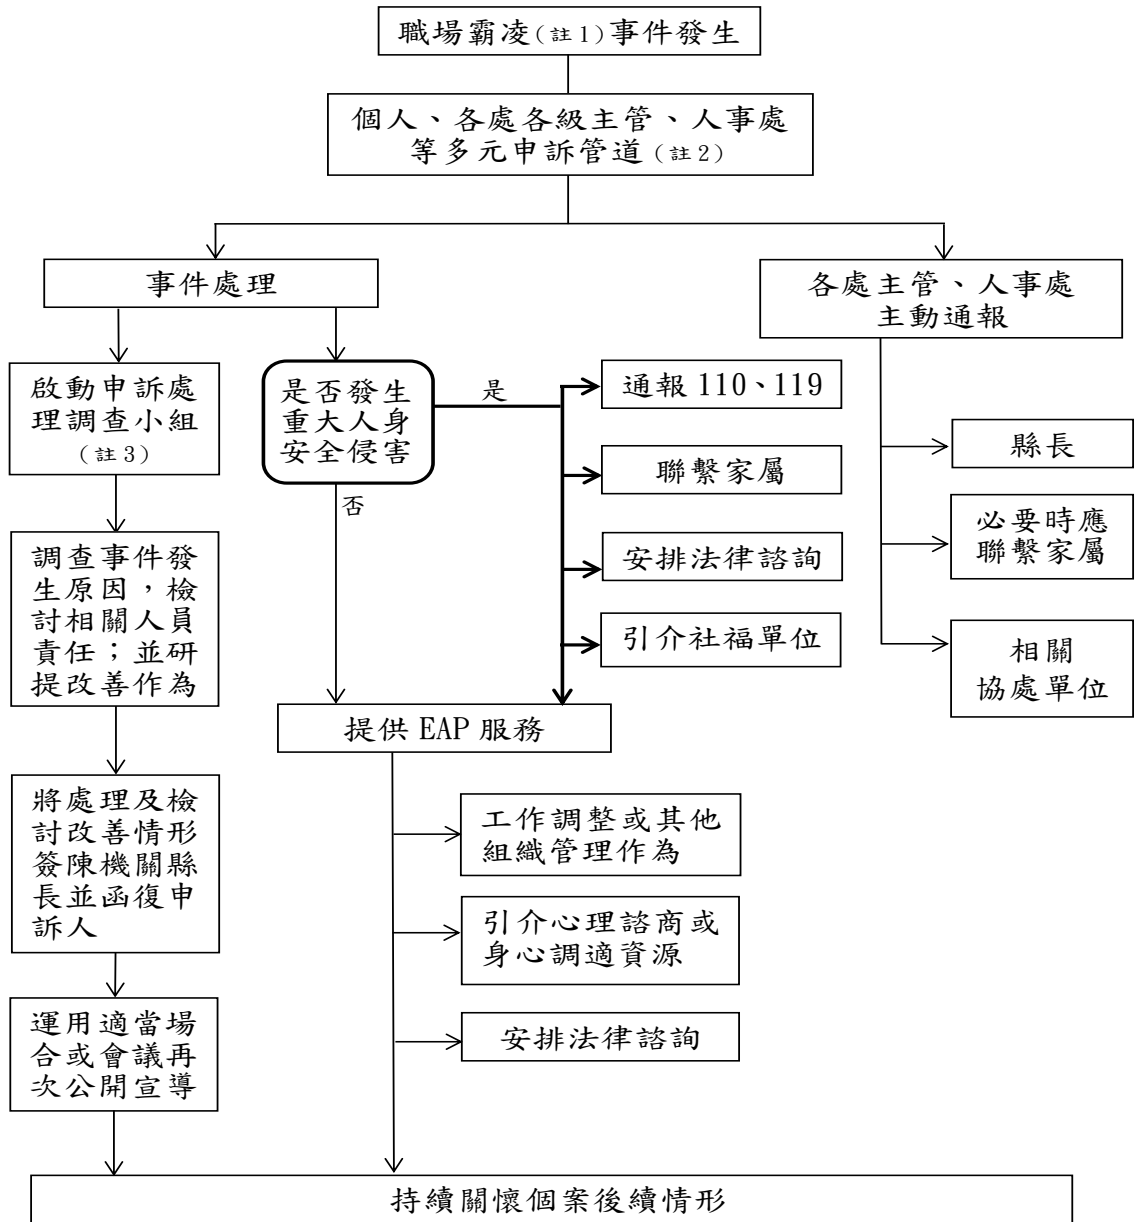 職場霸凌(註1)事件發生
個人、各處各級主管、人事處
等多元申訴管道(註2)
事件處理
各處主管、人事處
主動通報
啟動申訴處
理調查小組
(註3)
是否發生
重大人身
安全侵害
是
否
通報 110、119
聯繫家屬
安排法律諮詢
引介社福單位
縣長
必要時應
聯繫家屬
相關
協處單位
調查事件發
生原因，檢
討相關人員
責任；並研
提改善作為
提供 EAP 服務
將處理及檢
討改善情形
簽陳機關縣
長並函復申
訴人
工作調整或其他
組織管理作為
引介心理諮商或
身心調適資源
安排法律諮詢
運用適當場
合或會議再
次公開宣導
持續關懷個案後續情形